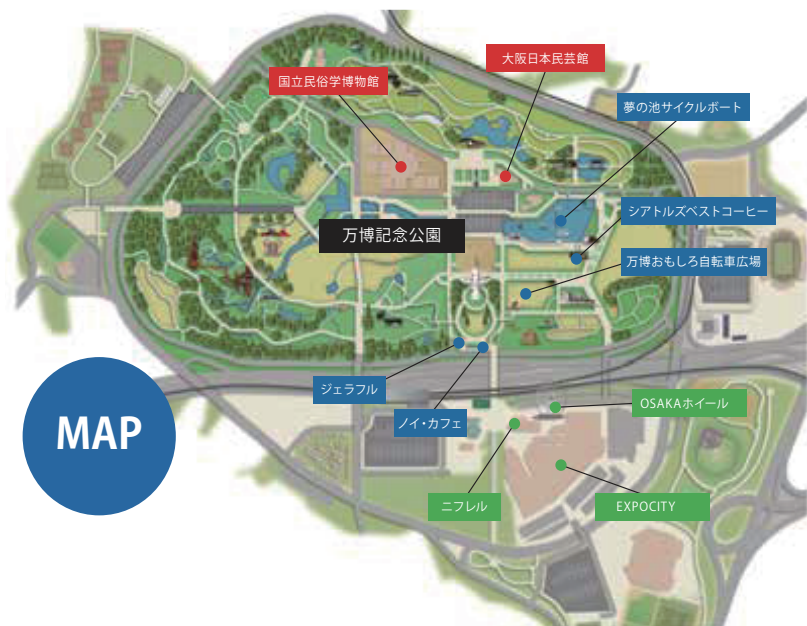 大阪日本民芸館
国立民俗学博物館
夢の池サイクルボート
シアトルズベストコーヒー
万博記念公園
万博おもしろ自転車広場
ジェラフル
OSAKAホイール
ノイ・カフェ
MAP
ニフレル
EXPOCITY